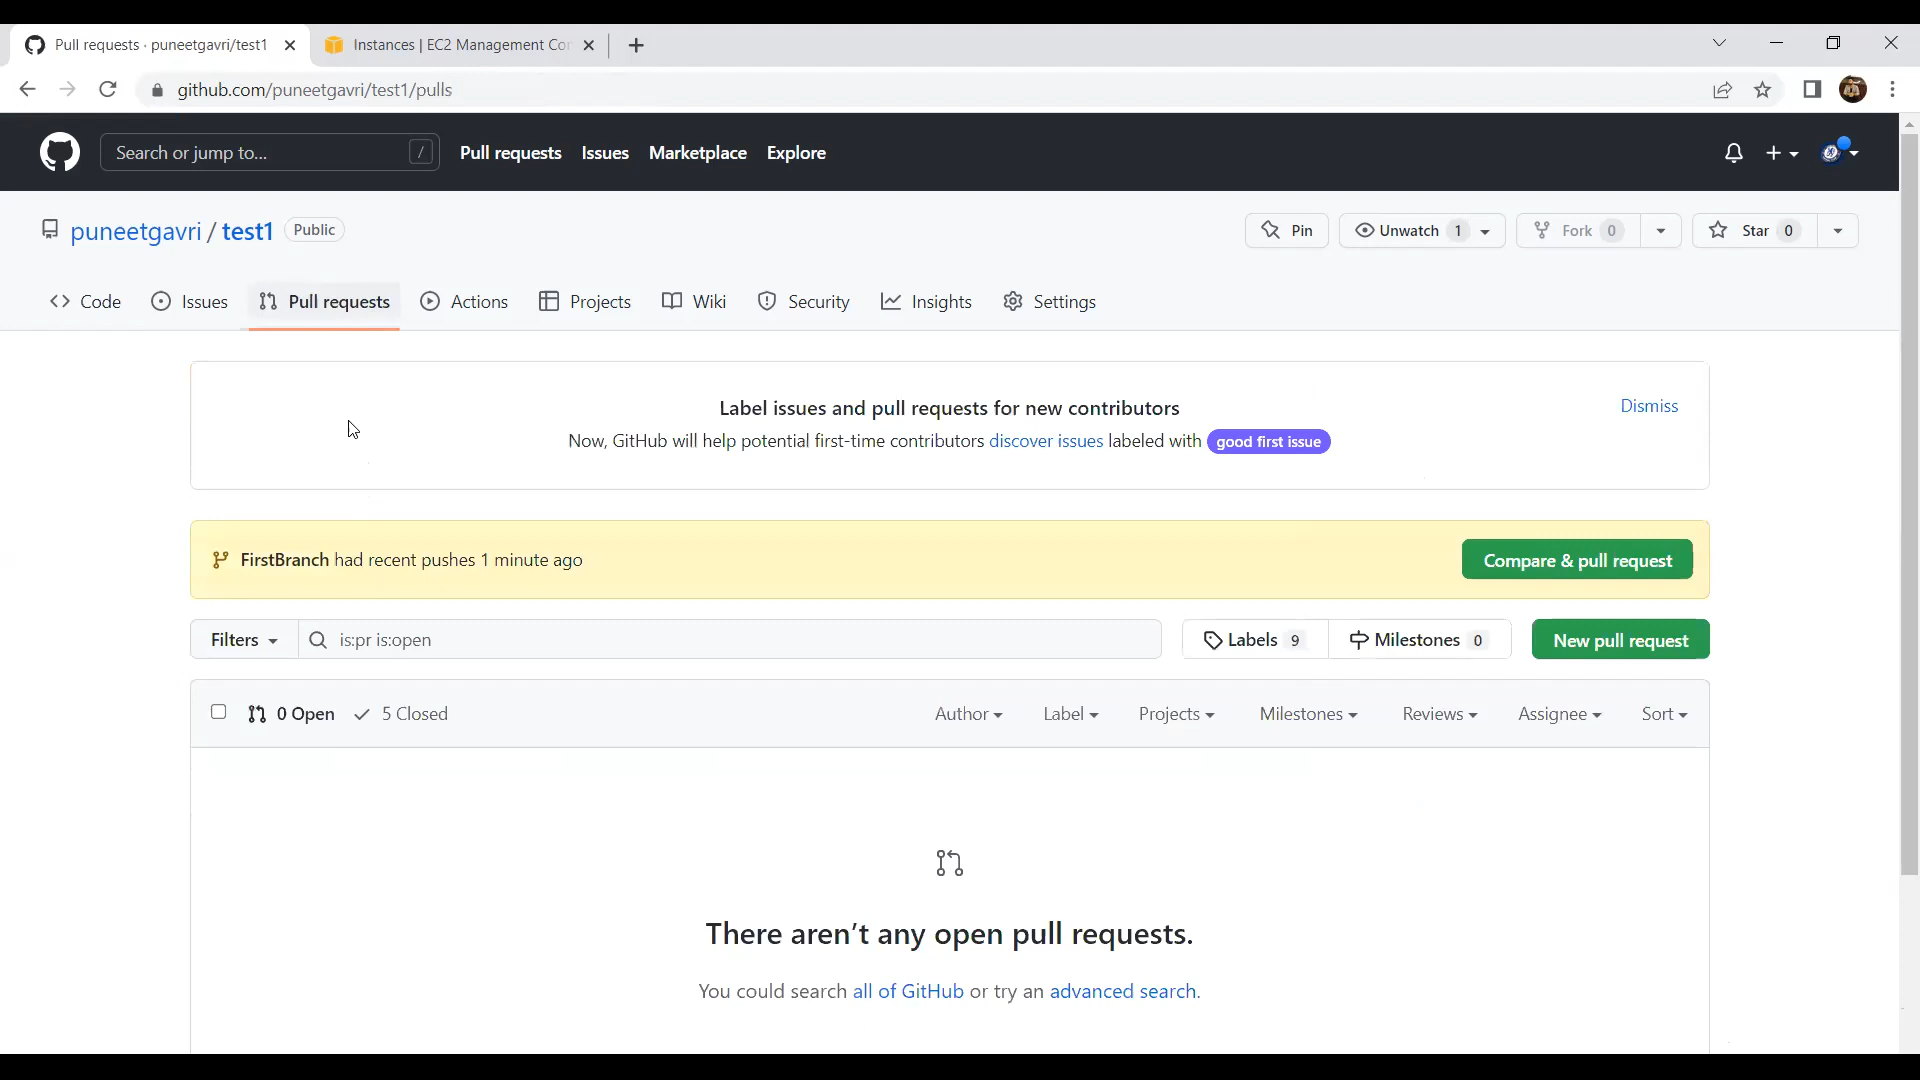 Pull requests · puneetgavri/test1
Instances | EC2 Management Cor
github.com/puneetgavri/test1/pulls
Search or jump to... /
Pull requests Issues Marketplace Explore
puneetgavri / test1 Public
Pin Unwatch 1 Fork 0 Star 0
Code Issues Pull requests Actions Projects Wiki Security Insights Settings
Label issues and pull requests for new contributors
Dismiss
Now, GitHub will help potential first-time contributors discover issues labeled with good first issue
FirstBranch had recent pushes 1 minute ago
Compare & pull request
Filters is:pr is:open Labels 9 Milestones 0 New pull request
0 Open 5 Closed Author Label Projects Milestones Reviews Assignee Sort
There aren’t any open pull requests.
You could search all of GitHub or try an advanced search.